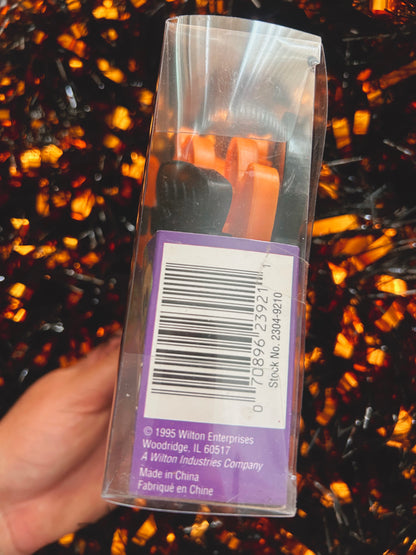 0 70896 23921 1
Stock No. 2304-9210
© 1995 Wilton Enterprises
Woodridge, IL 60517
A Wilton Industries Company
Made in China
Fabriqué en Chine